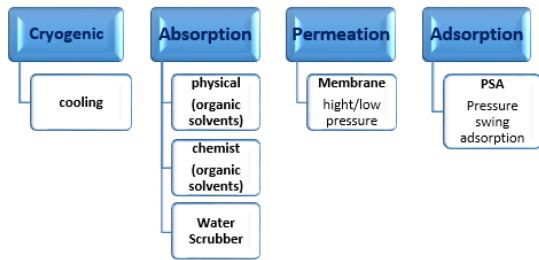 Cryogenic
cooling
Absorption
physical
(organic
solvents)
chemist
(organic
solvents)
Water
Scrubber
Permeation
Membrane
hight/low
pressure
Adsorption
PSA
Pressure
swing
adsorption